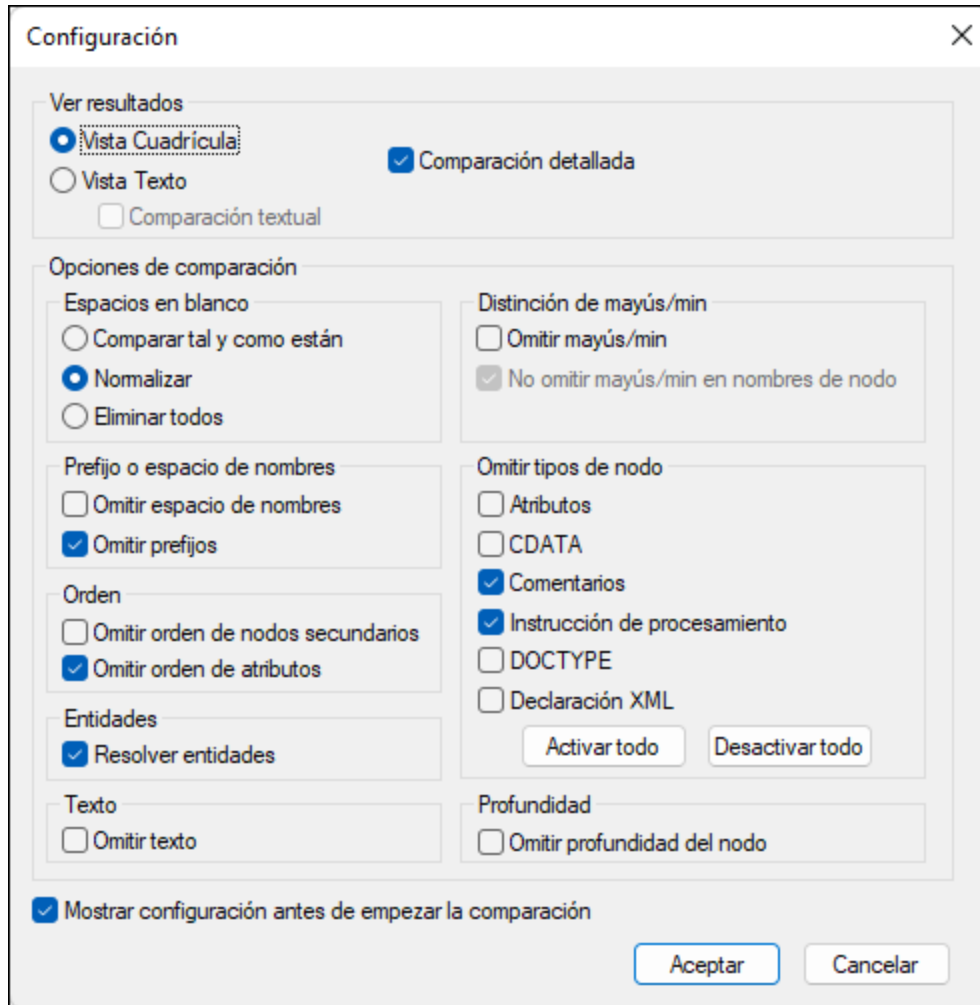 Configuración
Ver resultados
Vista Cuadrícula
Comparación detallada
Vista Texto
Comparación textual
Opciones de comparación
Espacios en blanco
Comparar tal y como están
Normalizar
Eliminar todos
Distinción de mayús/min
Omitir mayús/min
No omitir mayús/min en nombres de nodo
Prefijo o espacio de nombres
Omitir espacio de nombres
Omitir prefijos
Orden
Omitir orden de nodos secundarios
Omitir orden de atributos
Entidades
Resolver entidades
Texto
Omitir texto
Omitir tipos de nodo
Atributos
CDATA
Comentarios
Instrucción de procesamiento
DOCTYPE
Declaración XML
Activar todo
Desactivar todo
Profundidad
Omitir profundidad del nodo
Mostrar configuración antes de empezar la comparación
Aceptar
Cancelar